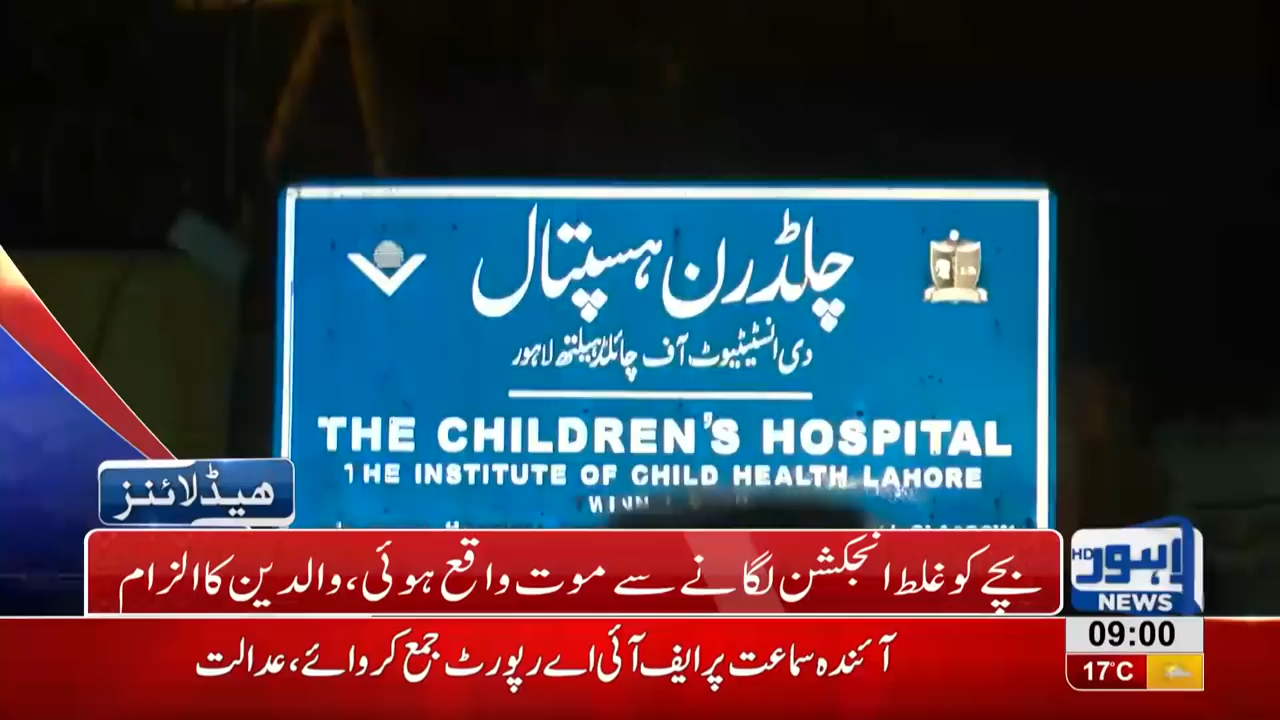 چلڈرن ہسپتال
دی انسٹیٹیوٹ آف چائلڈ ہیلتھ لاہور
THE CHILDREN'S HOSPITAL
THE INSTITUTE OF CHILD HEALTH LAHORE
ھیڈلائنز
بچے کو غلط انجکشن لگانے سے موت واقع ہوئی، والدین کا الزام
HD
لاہور
NEWS
09:00
آئندہ سماعت پر ایف آئی اے رپورٹ جمع کروائے، عدالت
17°C